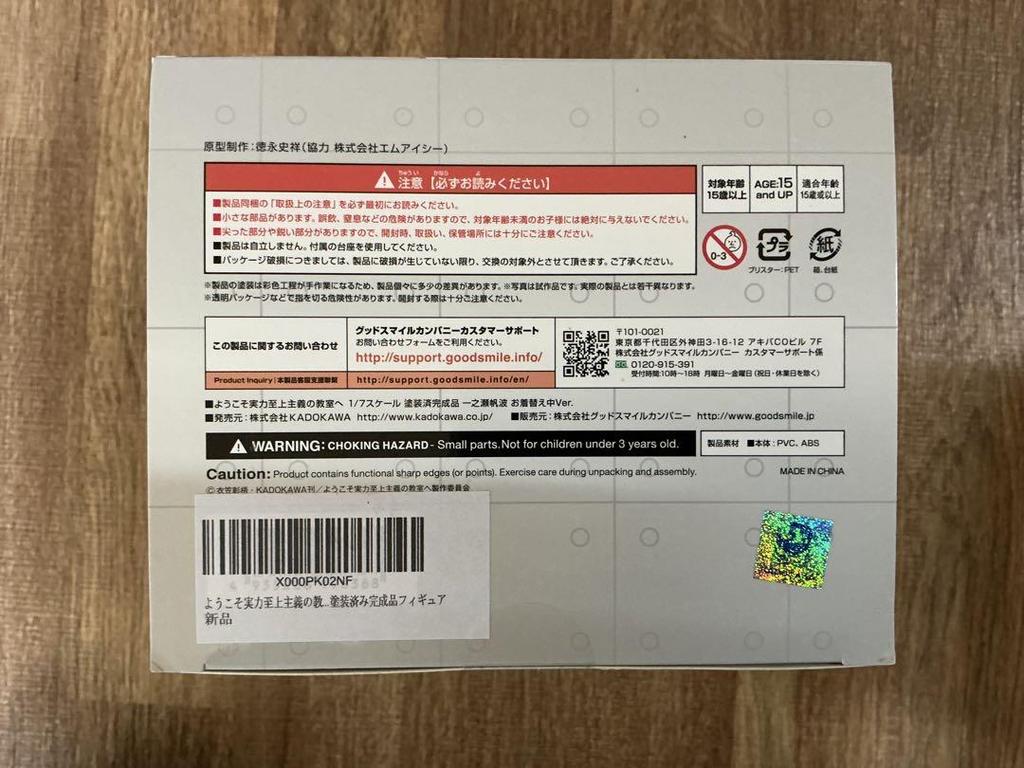 原型制作：徳永史祥(協力 株式会社エムアイシー)
注意【必ずお読みください】
■製品同梱の「取扱上の注意」を必ず最初にお読みください。
■小さな部品があります。誤飲、窒息などの危険がありますので、対象年齢未満のお子様には絶対に与えないでください。
■尖った部分や鋭い部分がありますので、開封時、取扱い、保管場所には十分にご注意ください。
■製品は自立しません。付属の台座を使用してください。
■パッケージ破損につきましては、製品に破損が生じていない限り、交換の対象外とさせて頂きます。ご了承ください。
対象年齢
15歳以上
AGE:15
and UP
適合年齢
15歳或以上
0-3
プラ
ブリスター：PET
紙
箱、台紙
※製品の塗装は彩色工程が手作業になるため、製品個々に多少の差異があります。※写真は試作品です。実際の製品とは若干異なります。
※透明パッケージなどで指を切る危険性があります。開封する際は十分ご注意ください。
この製品に関するお問い合わせ
Product Inquiry|本製品客服支援聯繫
グッドスマイルカンパニーカスタマーサポート
お問い合わせフォームをご利用ください。
http://support.goodsmile.info/
http://support.goodsmile.info/en/
〒101-0021
東京都千代田区外神田3-16-12 アキバCOビル 7F
株式会社グッドスマイルカンパニー カスタマーサポート係
0120-915-391
受付時間:10時～18時 月曜日～金曜日(祝日・休業日を除く)
■ようこそ実力至上主義の教室へ 1/7スケール 塗装済完成品 一之瀬帆波 お着替え中Ver.
■発売元：株式会社KADOKAWA http://www.kadokawa.co.jp/ ■販売元：株式会社グッドスマイルカンパニー http://www.goodsmile.jp
WARNING: CHOKING HAZARD - Small parts.Not for children under 3 years old.
製品素材 ■本体：PVC、ABS
Caution: Product contains functional sharp edges (or points). Exercise care during unpacking and assembly.
MADE IN CHINA
©衣笠彰梧・KADOKAWA刊／ようこそ実力至上主義の教室へ製作委員会
X000PK02NF
ようこそ実力至上主義の教...塗装済み完成品フィギュア
新品